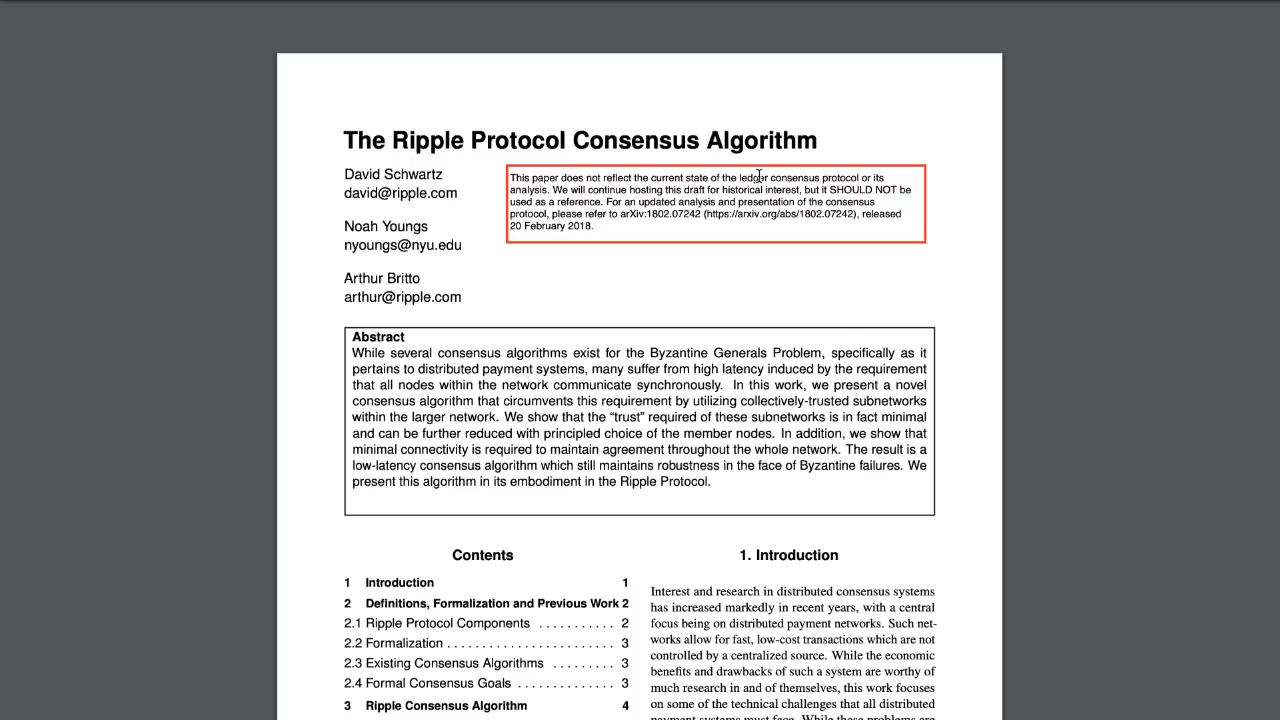 The Ripple Protocol Consensus Algorithm
David Schwartz
david@ripple.com
Noah Youngs
nyoungs@nyu.edu
Arthur Britto
arthur@ripple.com
This paper does not reflect the current state of the ledger consensus protocol or its
analysis. We will continue hosting this draft for historical interest, but it SHOULD NOT be
used as a reference. For an updated analysis and presentation of the consensus
protocol, please refer to arXiv:1802.07242 (https://arxiv.org/abs/1802.07242), released
20 February 2018.
Abstract
While several consensus algorithms exist for the Byzantine Generals Problem, specifically as it
pertains to distributed payment systems, many suffer from high latency induced by the requirement
that all nodes within the network communicate synchronously. In this work, we present a novel
consensus algorithm that circumvents this requirement by utilizing collectively-trusted subnetworks
within the larger network. We show that the “trust” required of these subnetworks is in fact minimal
and can be further reduced with principled choice of the member nodes. In addition, we show that
minimal connectivity is required to maintain agreement throughout the whole network. The result is a
low-latency consensus algorithm which still maintains robustness in the face of Byzantine failures. We
present this algorithm in its embodiment in the Ripple Protocol.
Contents
1 Introduction 1
2 Definitions, Formalization and Previous Work 2
2.1 Ripple Protocol Components . . . . . . . . . . . 2
2.2 Formalization . . . . . . . . . . . . . . . . . . . . . . . . 3
2.3 Existing Consensus Algorithms . . . . . . . . . 3
2.4 Formal Consensus Goals . . . . . . . . . . . . . . 3
3 Ripple Consensus Algorithm 4
1. Introduction
Interest and research in distributed consensus systems
has increased markedly in recent years, with a central
focus being on distributed payment networks. Such net-
works allow for fast, low-cost transactions which are not
controlled by a centralized source. While the economic
benefits and drawbacks of such a system are worthy of
much research in and of themselves, this work focuses
on some of the technical challenges that all distributed
payment systems must face. While these problems are